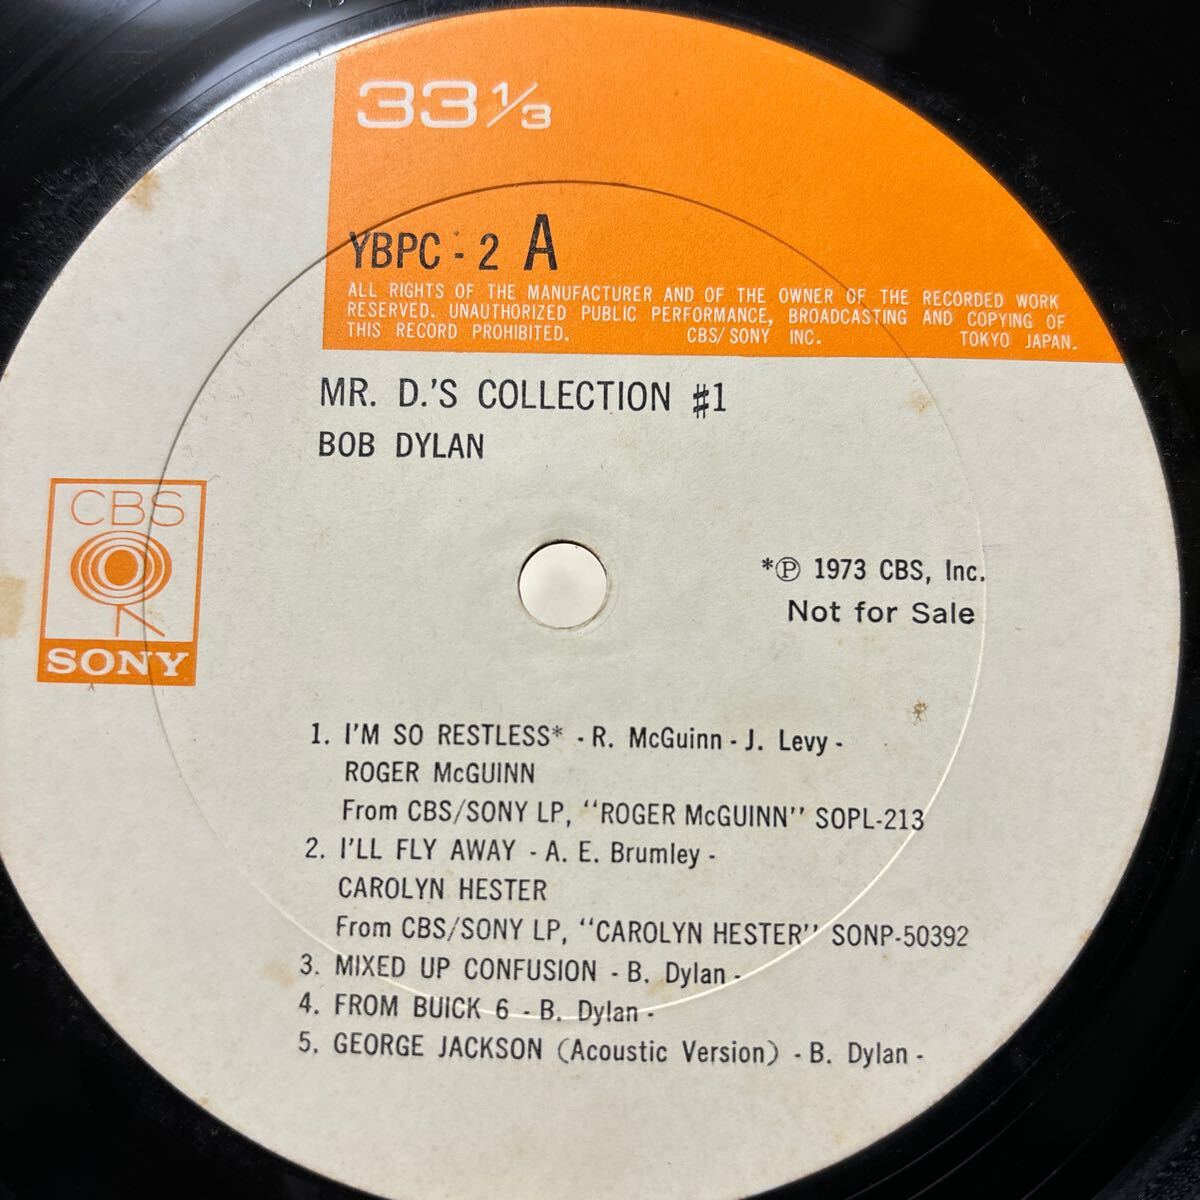 33 1/3
YBPC - 2 A
ALL RIGHTS OF THE MANUFACTURER AND OF THE OWNER OF THE RECORDED WORK
RESERVED. UNAUTHORIZED PUBLIC PERFORMANCE, BROADCASTING AND COPYING OF
THIS RECORD PROHIBITED. CBS/SONY INC. TOKYO JAPAN.
MR. D.'S COLLECTION #1
BOB DYLAN
CBS
SONY
*Ⓟ 1973 CBS, Inc.
Not for Sale
1. I'M SO RESTLESS* - R. McGuinn - J. Levy -
ROGER McGUINN
From CBS/SONY LP, "ROGER McGUINN" SOPL-213
2. I'LL FLY AWAY - A. E. Brumley -
CAROLYN HESTER
From CBS/SONY LP, "CAROLYN HESTER" SONP-50392
3. MIXED UP CONFUSION - B. Dylan -
4. FROM BUICK 6 - B. Dylan -
5. GEORGE JACKSON (Acoustic Version) - B. Dylan -